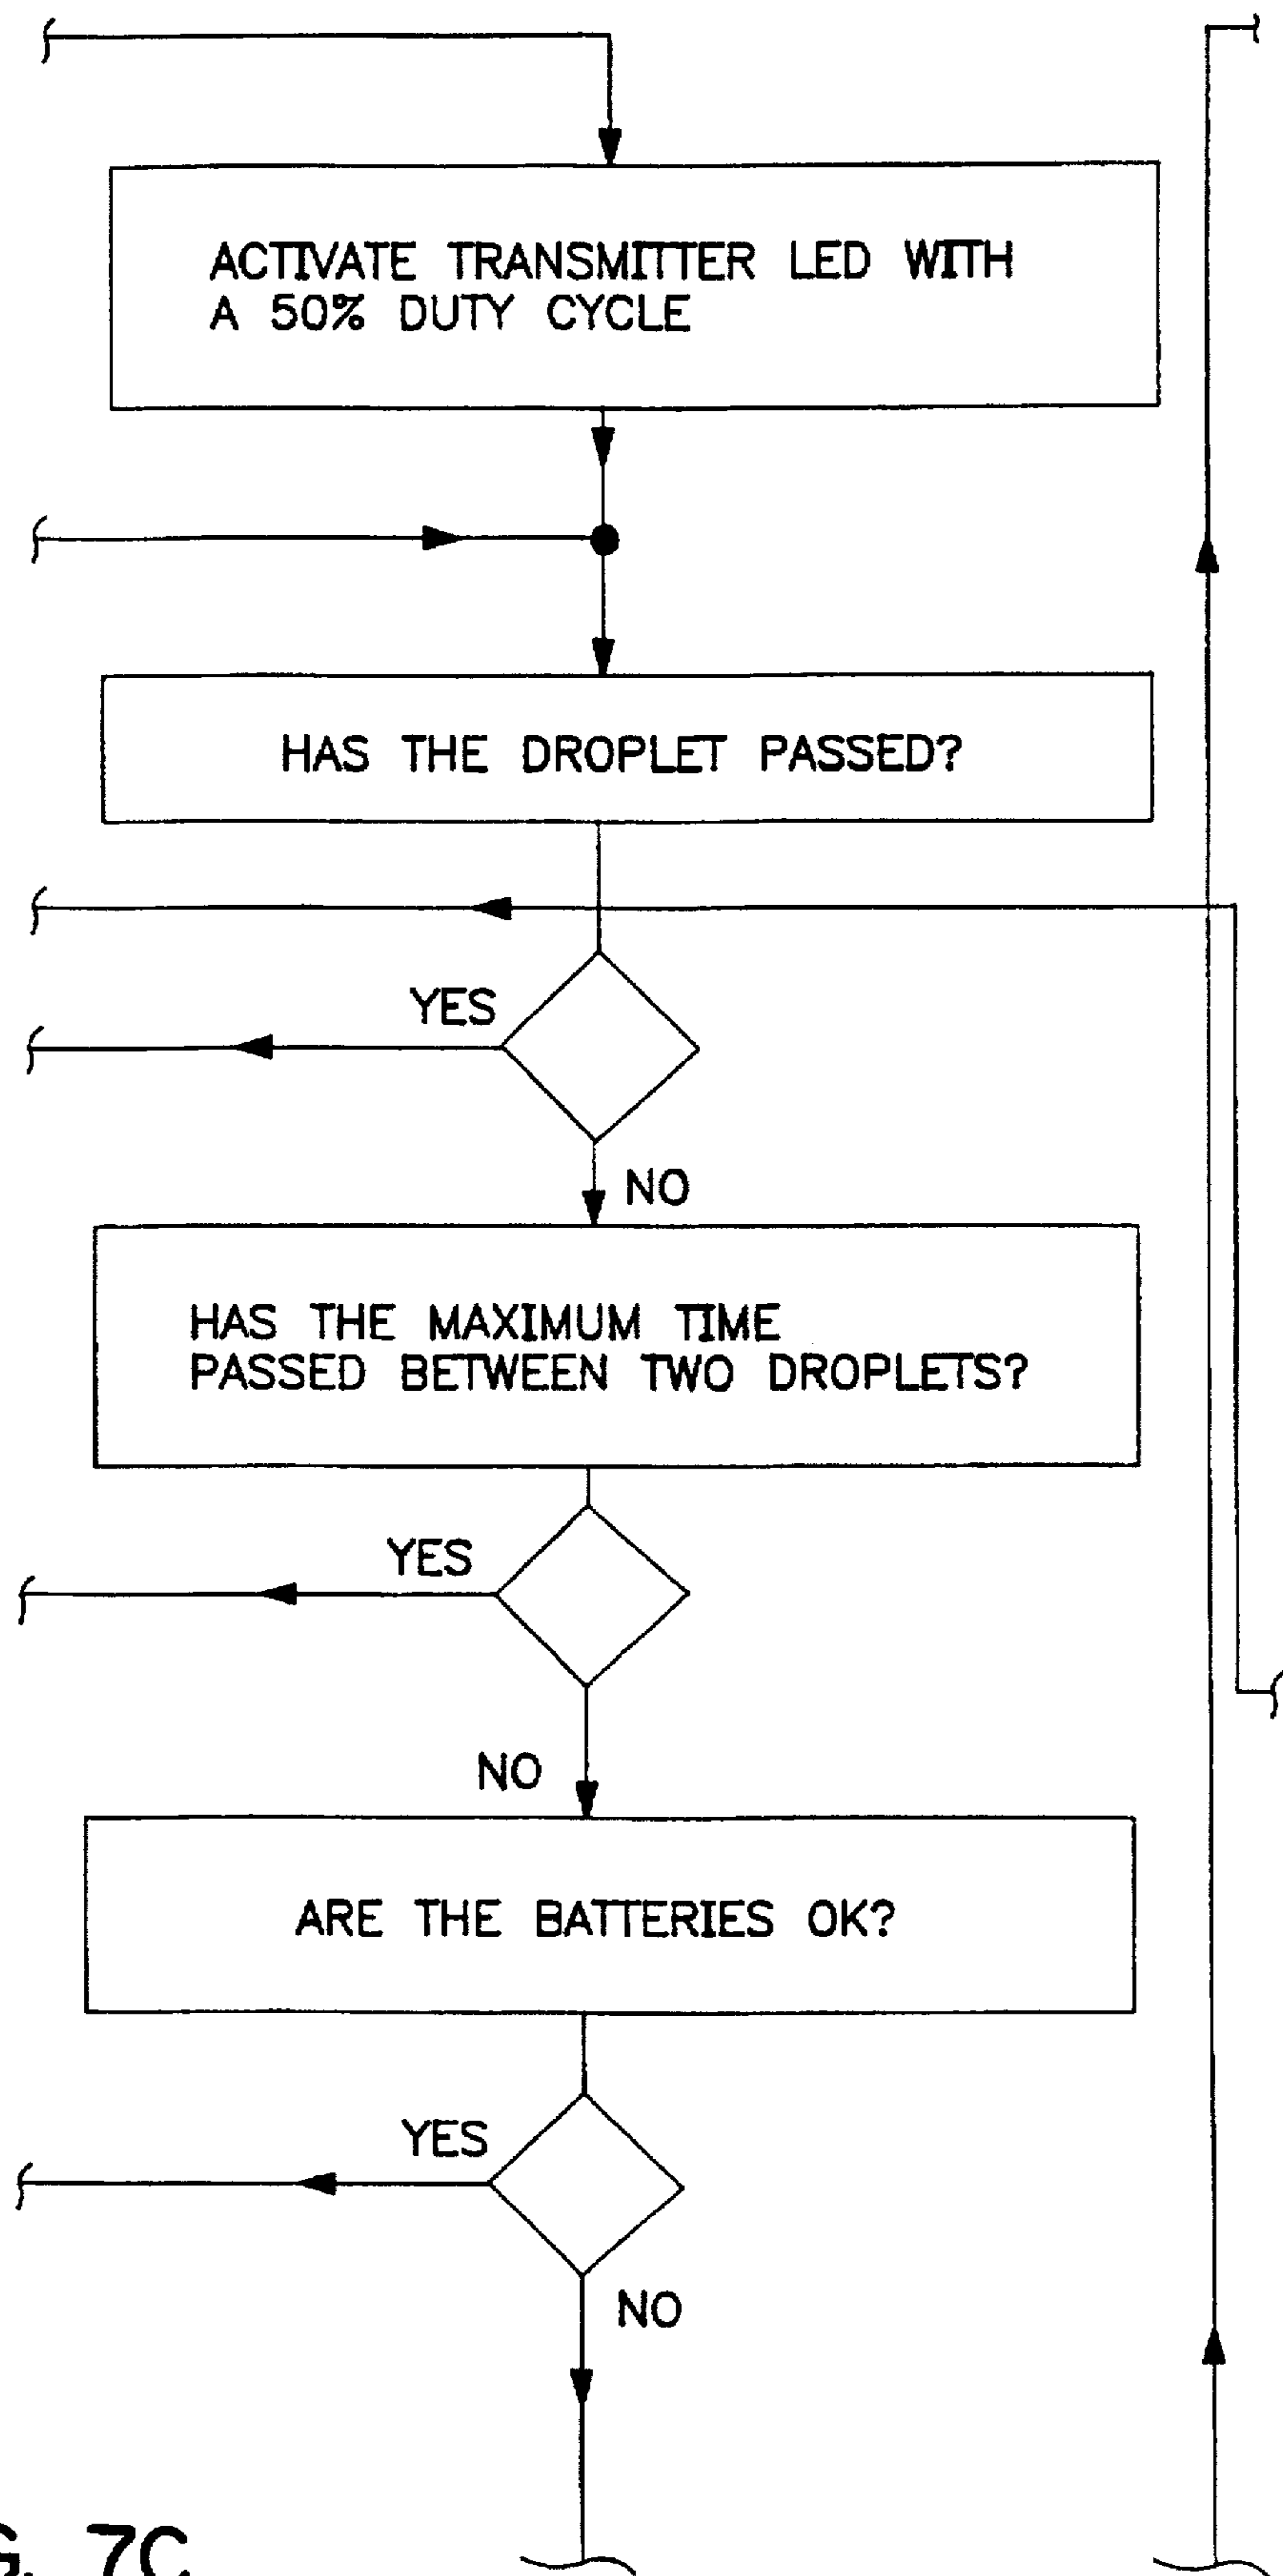 ACTIVATE TRANSMITTER LED WITH
A 50% DUTY CYCLE
HAS THE DROPLET PASSED?
YES
NO
HAS THE MAXIMUM TIME
PASSED BETWEEN TWO DROPLETS?
YES
NO
ARE THE BATTERIES OK?
YES
NO
G. 7C